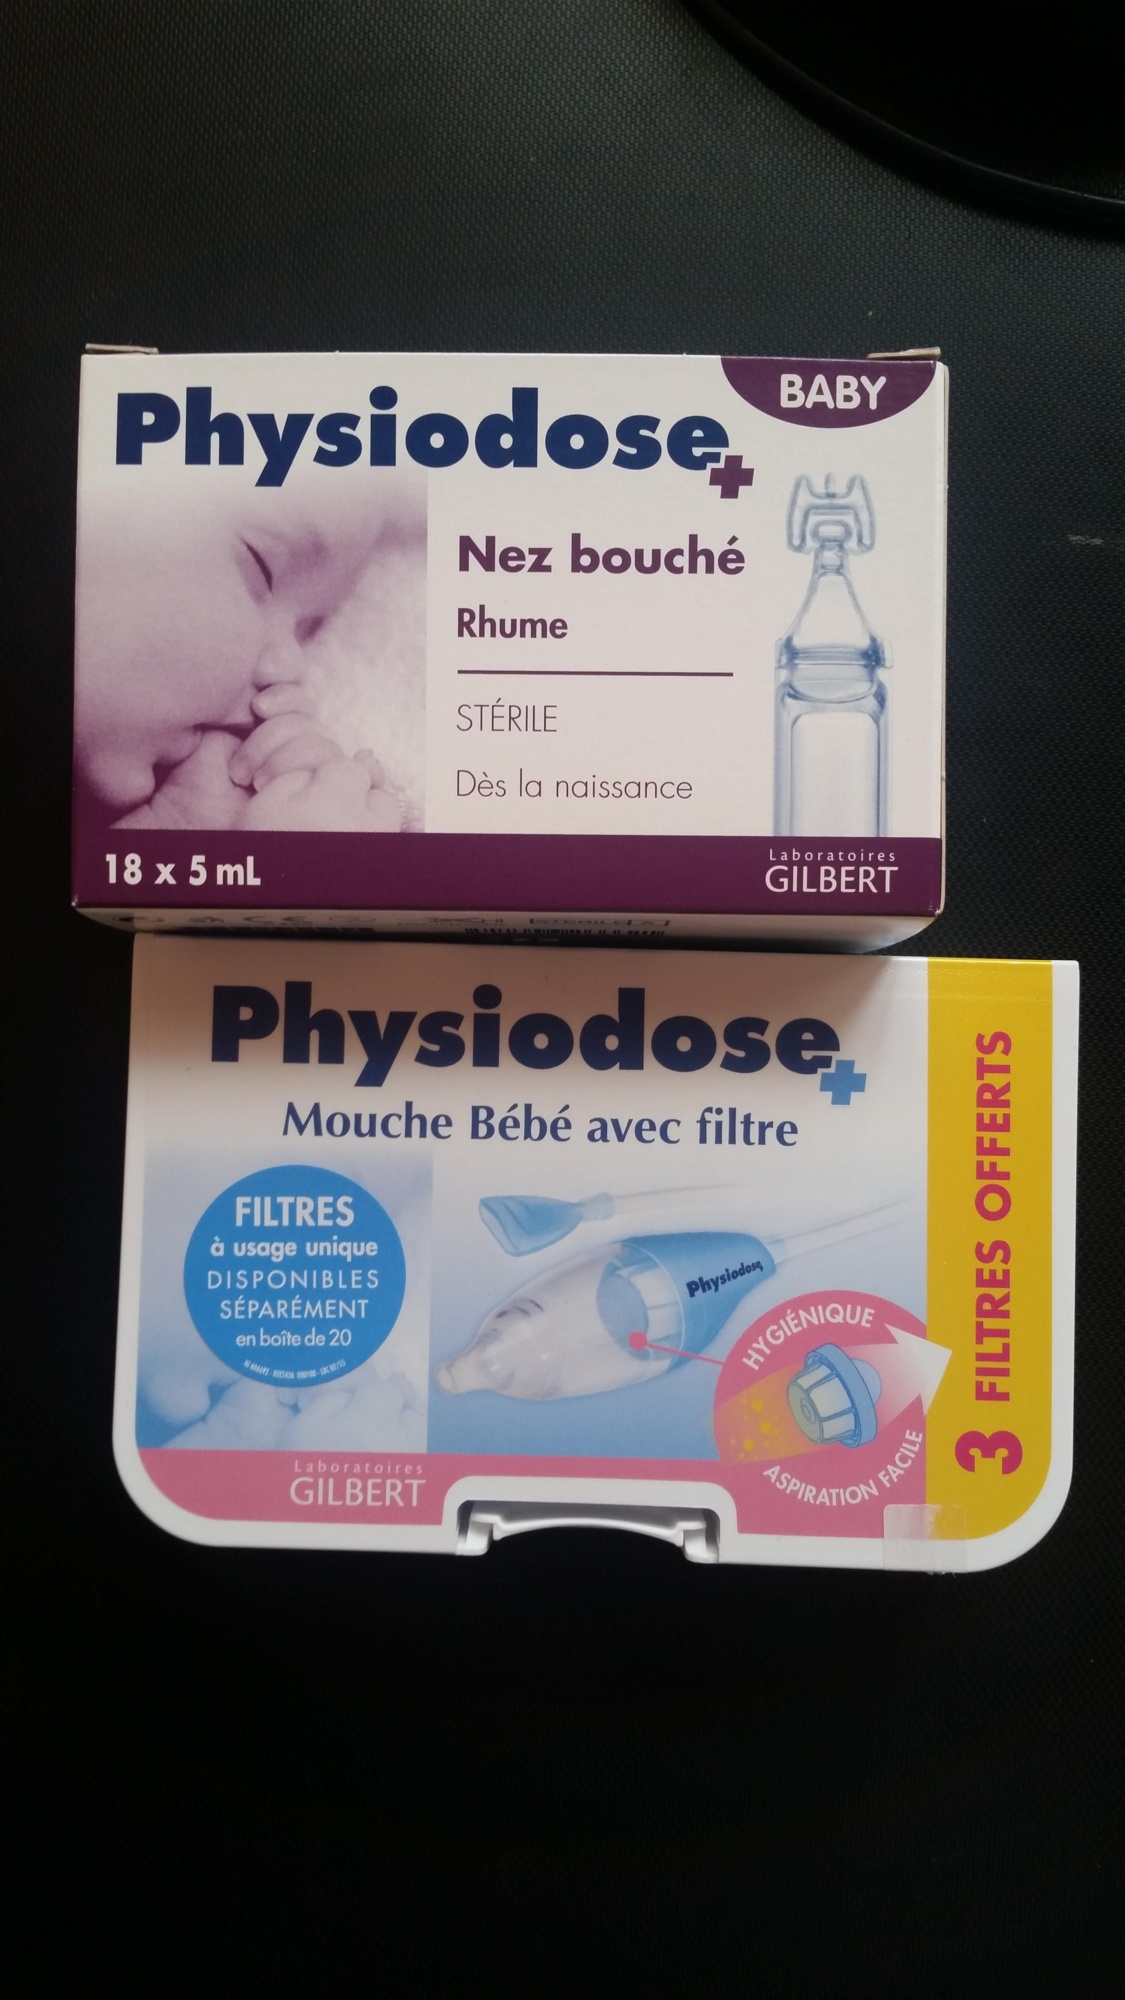 BABY
Physiodose
Nez bouché
Rhume
STÉRILE
Dès la naissance
18 x 5 mL
Laboratoires
GILBERT
Physiodose
Mouche Bébé avec filtre
FILTRES
à usage unique
DISPONIBLES
SÉPARÉMENT
en boîte de 20
Physiodose
HYGIÉNIQUE
ASPIRATION FACILE
Laboratoires
GILBERT
3 FILTRES OFFERTS